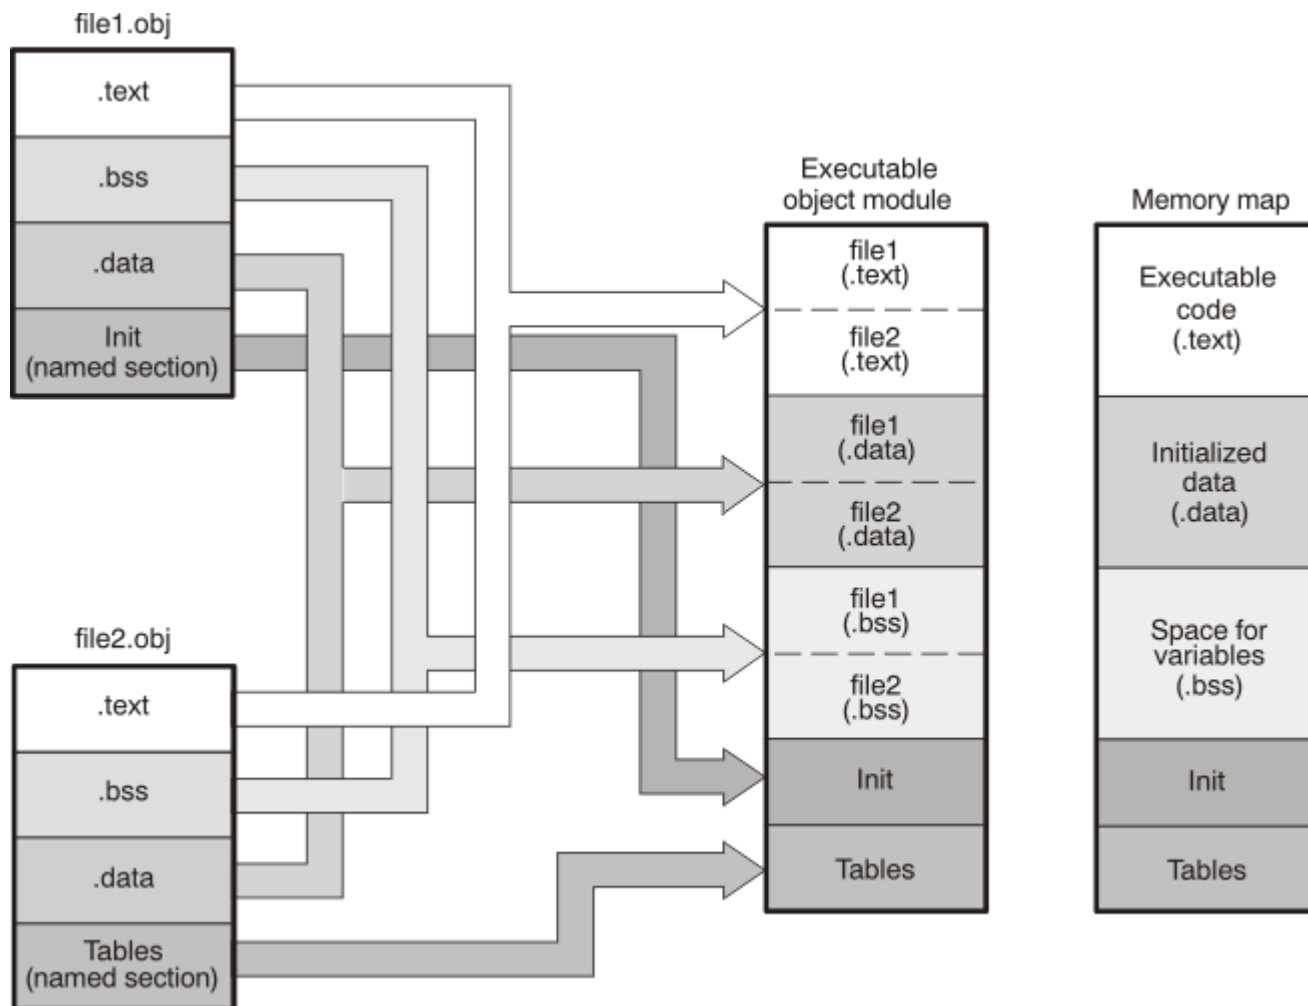 file1.obj
.text
.bss
.data
Init
(named section)
file2.obj
.text
.bss
.data
Tables
(named section)
Executable
object module
file1
(.text)
file2
(.text)
file1
(.data)
file2
(.data)
file1
(.bss)
file2
(.bss)
Init
Tables
Memory map
Executable
code
(.text)
Initialized
data
(.data)
Space for
variables
(.bss)
Init
Tables